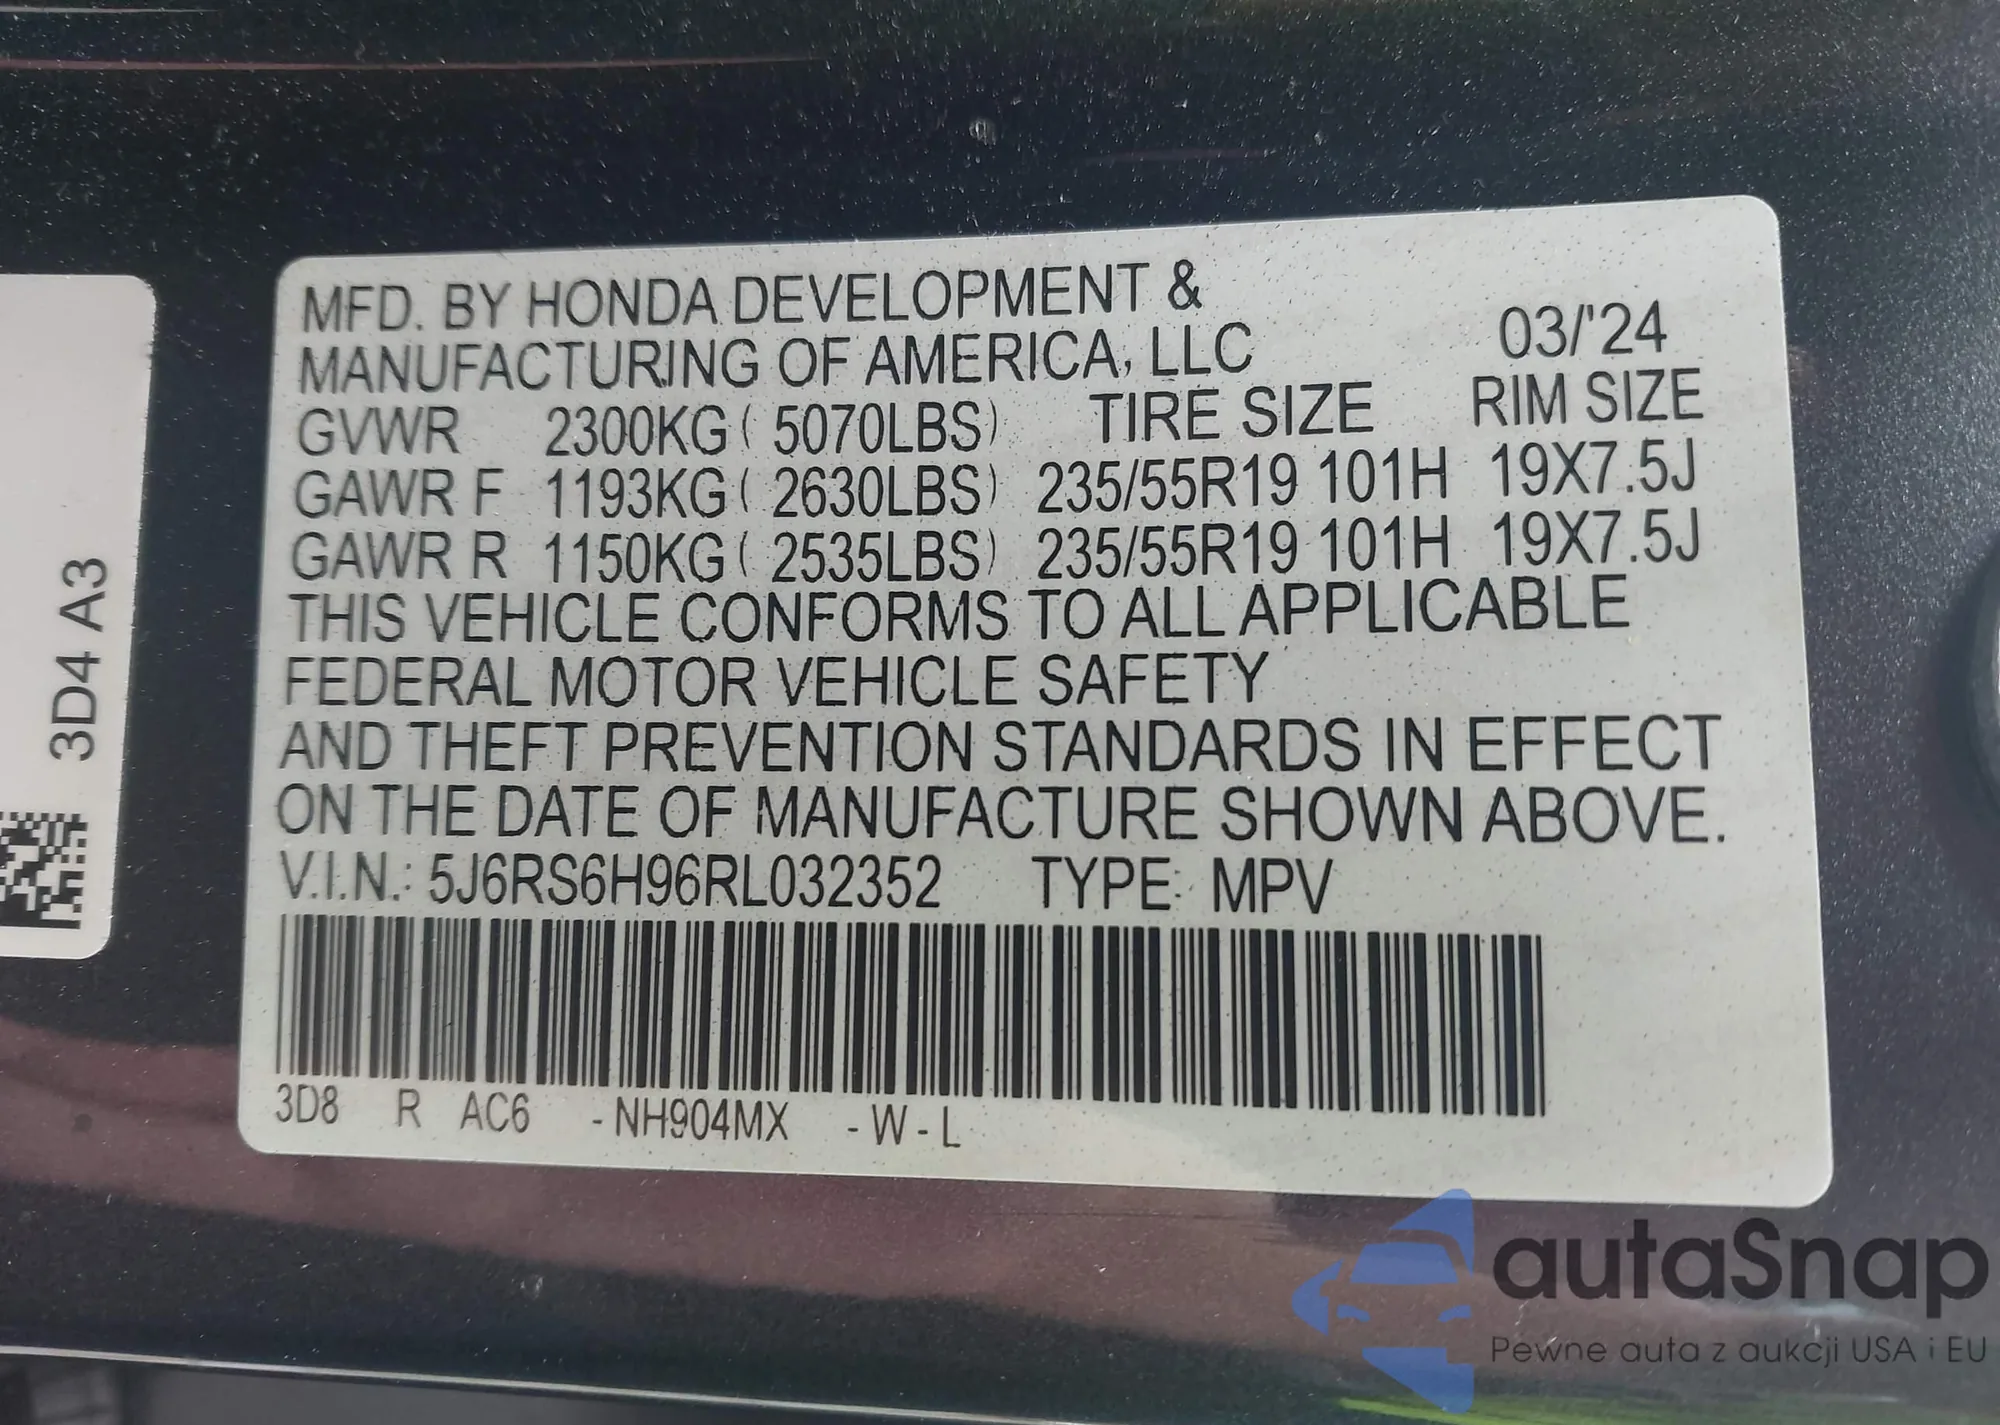 MFD. BY HONDA DEVELOPMENT &
MANUFACTURING OF AMERICA, LLC 03/'24
GVWR 2300KG ( 5070LBS) TIRE SIZE RIM SIZE
GAWR F 1193KG ( 2630LBS) 235/55R19 101H 19X7.5J
GAWR R 1150KG ( 2535LBS) 235/55R19 101H 19X7.5J
THIS VEHICLE CONFORMS TO ALL APPLICABLE
FEDERAL MOTOR VEHICLE SAFETY
AND THEFT PREVENTION STANDARDS IN EFFECT
ON THE DATE OF MANUFACTURE SHOWN ABOVE.
V.I.N.: 5J6RS6H96RL032352 TYPE: MPV
3D8 R AC6 -NH904MX -W-L
3D4 A3
autaSnap
Pewne auta z aukcji USA i EU